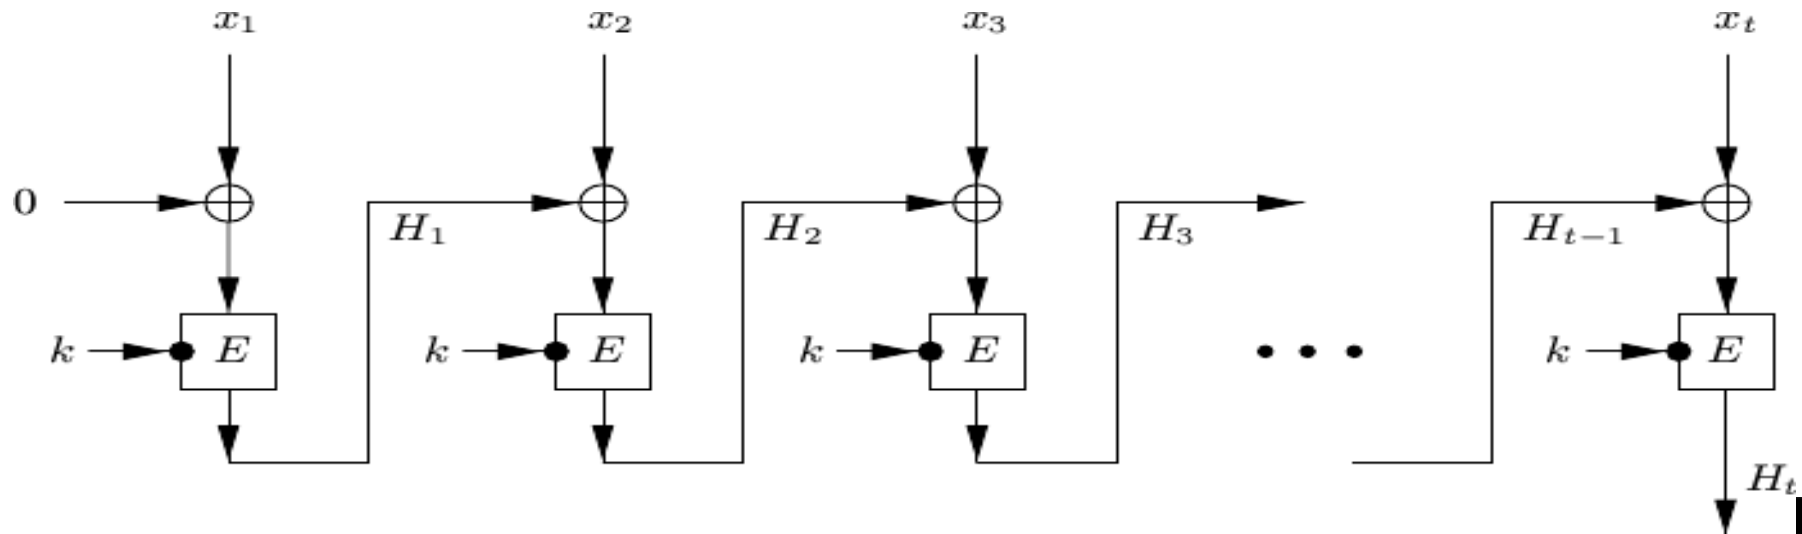 x₁ x₂ x₃ xₜ
0
H₁ H₂ H₃ Hₜ₋₁
k E k E k E • • • k E
Hₜ